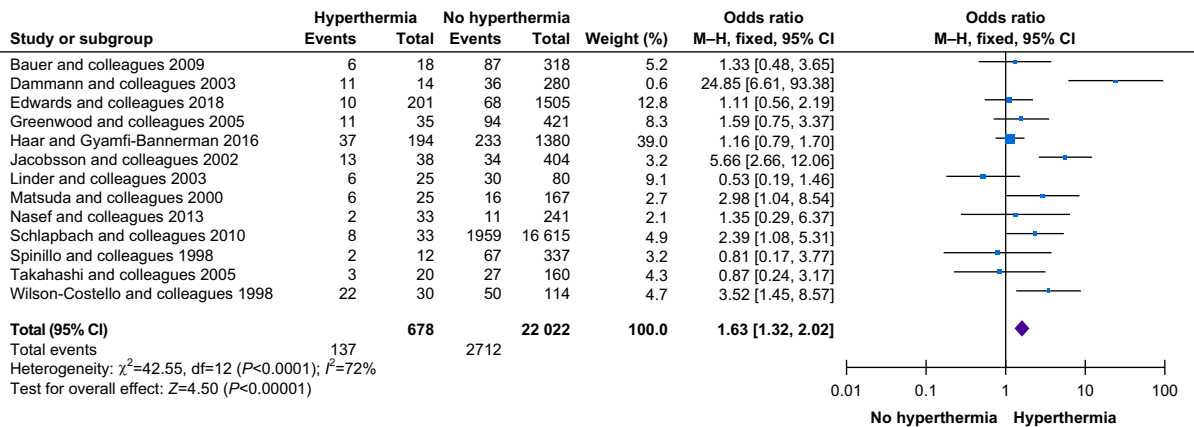 Hyperthermia No hyperthermia Odds ratio Odds ratio
Study or subgroup Events Total Events Total Weight (%) M–H, fixed, 95% CI M–H, fixed, 95% CI
Bauer and colleagues 2009 6 18 87 318 5.2 1.33 [0.48, 3.65]
Dammann and colleagues 2003 11 14 36 280 0.6 24.85 [6.61, 93.38]
Edwards and colleagues 2018 10 201 68 1505 12.8 1.11 [0.56, 2.19]
Greenwood and colleagues 2005 11 35 94 421 8.3 1.59 [0.75, 3.37]
Haar and Gyamfi-Bannerman 2016 37 194 233 1380 39.0 1.16 [0.79, 1.70]
Jacobsson and colleagues 2002 13 38 34 404 3.2 5.66 [2.66, 12.06]
Linder and colleagues 2003 6 25 30 80 9.1 0.53 [0.19, 1.46]
Matsuda and colleagues 2000 6 25 16 167 2.7 2.98 [1.04, 8.54]
Nasef and colleagues 2013 2 33 11 241 2.1 1.35 [0.29, 6.37]
Schlapbach and colleagues 2010 8 33 1959 16 615 4.9 2.39 [1.08, 5.31]
Spinillo and colleagues 1998 2 12 67 337 3.2 0.81 [0.17, 3.77]
Takahashi and colleagues 2005 3 20 27 160 4.3 0.87 [0.24, 3.17]
Wilson-Costello and colleagues 1998 22 30 50 114 4.7 3.52 [1.45, 8.57]
Total (95% CI) 678 22 022 100.0 1.63 [1.32, 2.02]
Total events 137 2712
Heterogeneity: χ²=42.55, df=12 (P<0.0001); I²=72%
Test for overall effect: Z=4.50 (P<0.00001)
0.01 0.1 1 10 100
No hyperthermia Hyperthermia